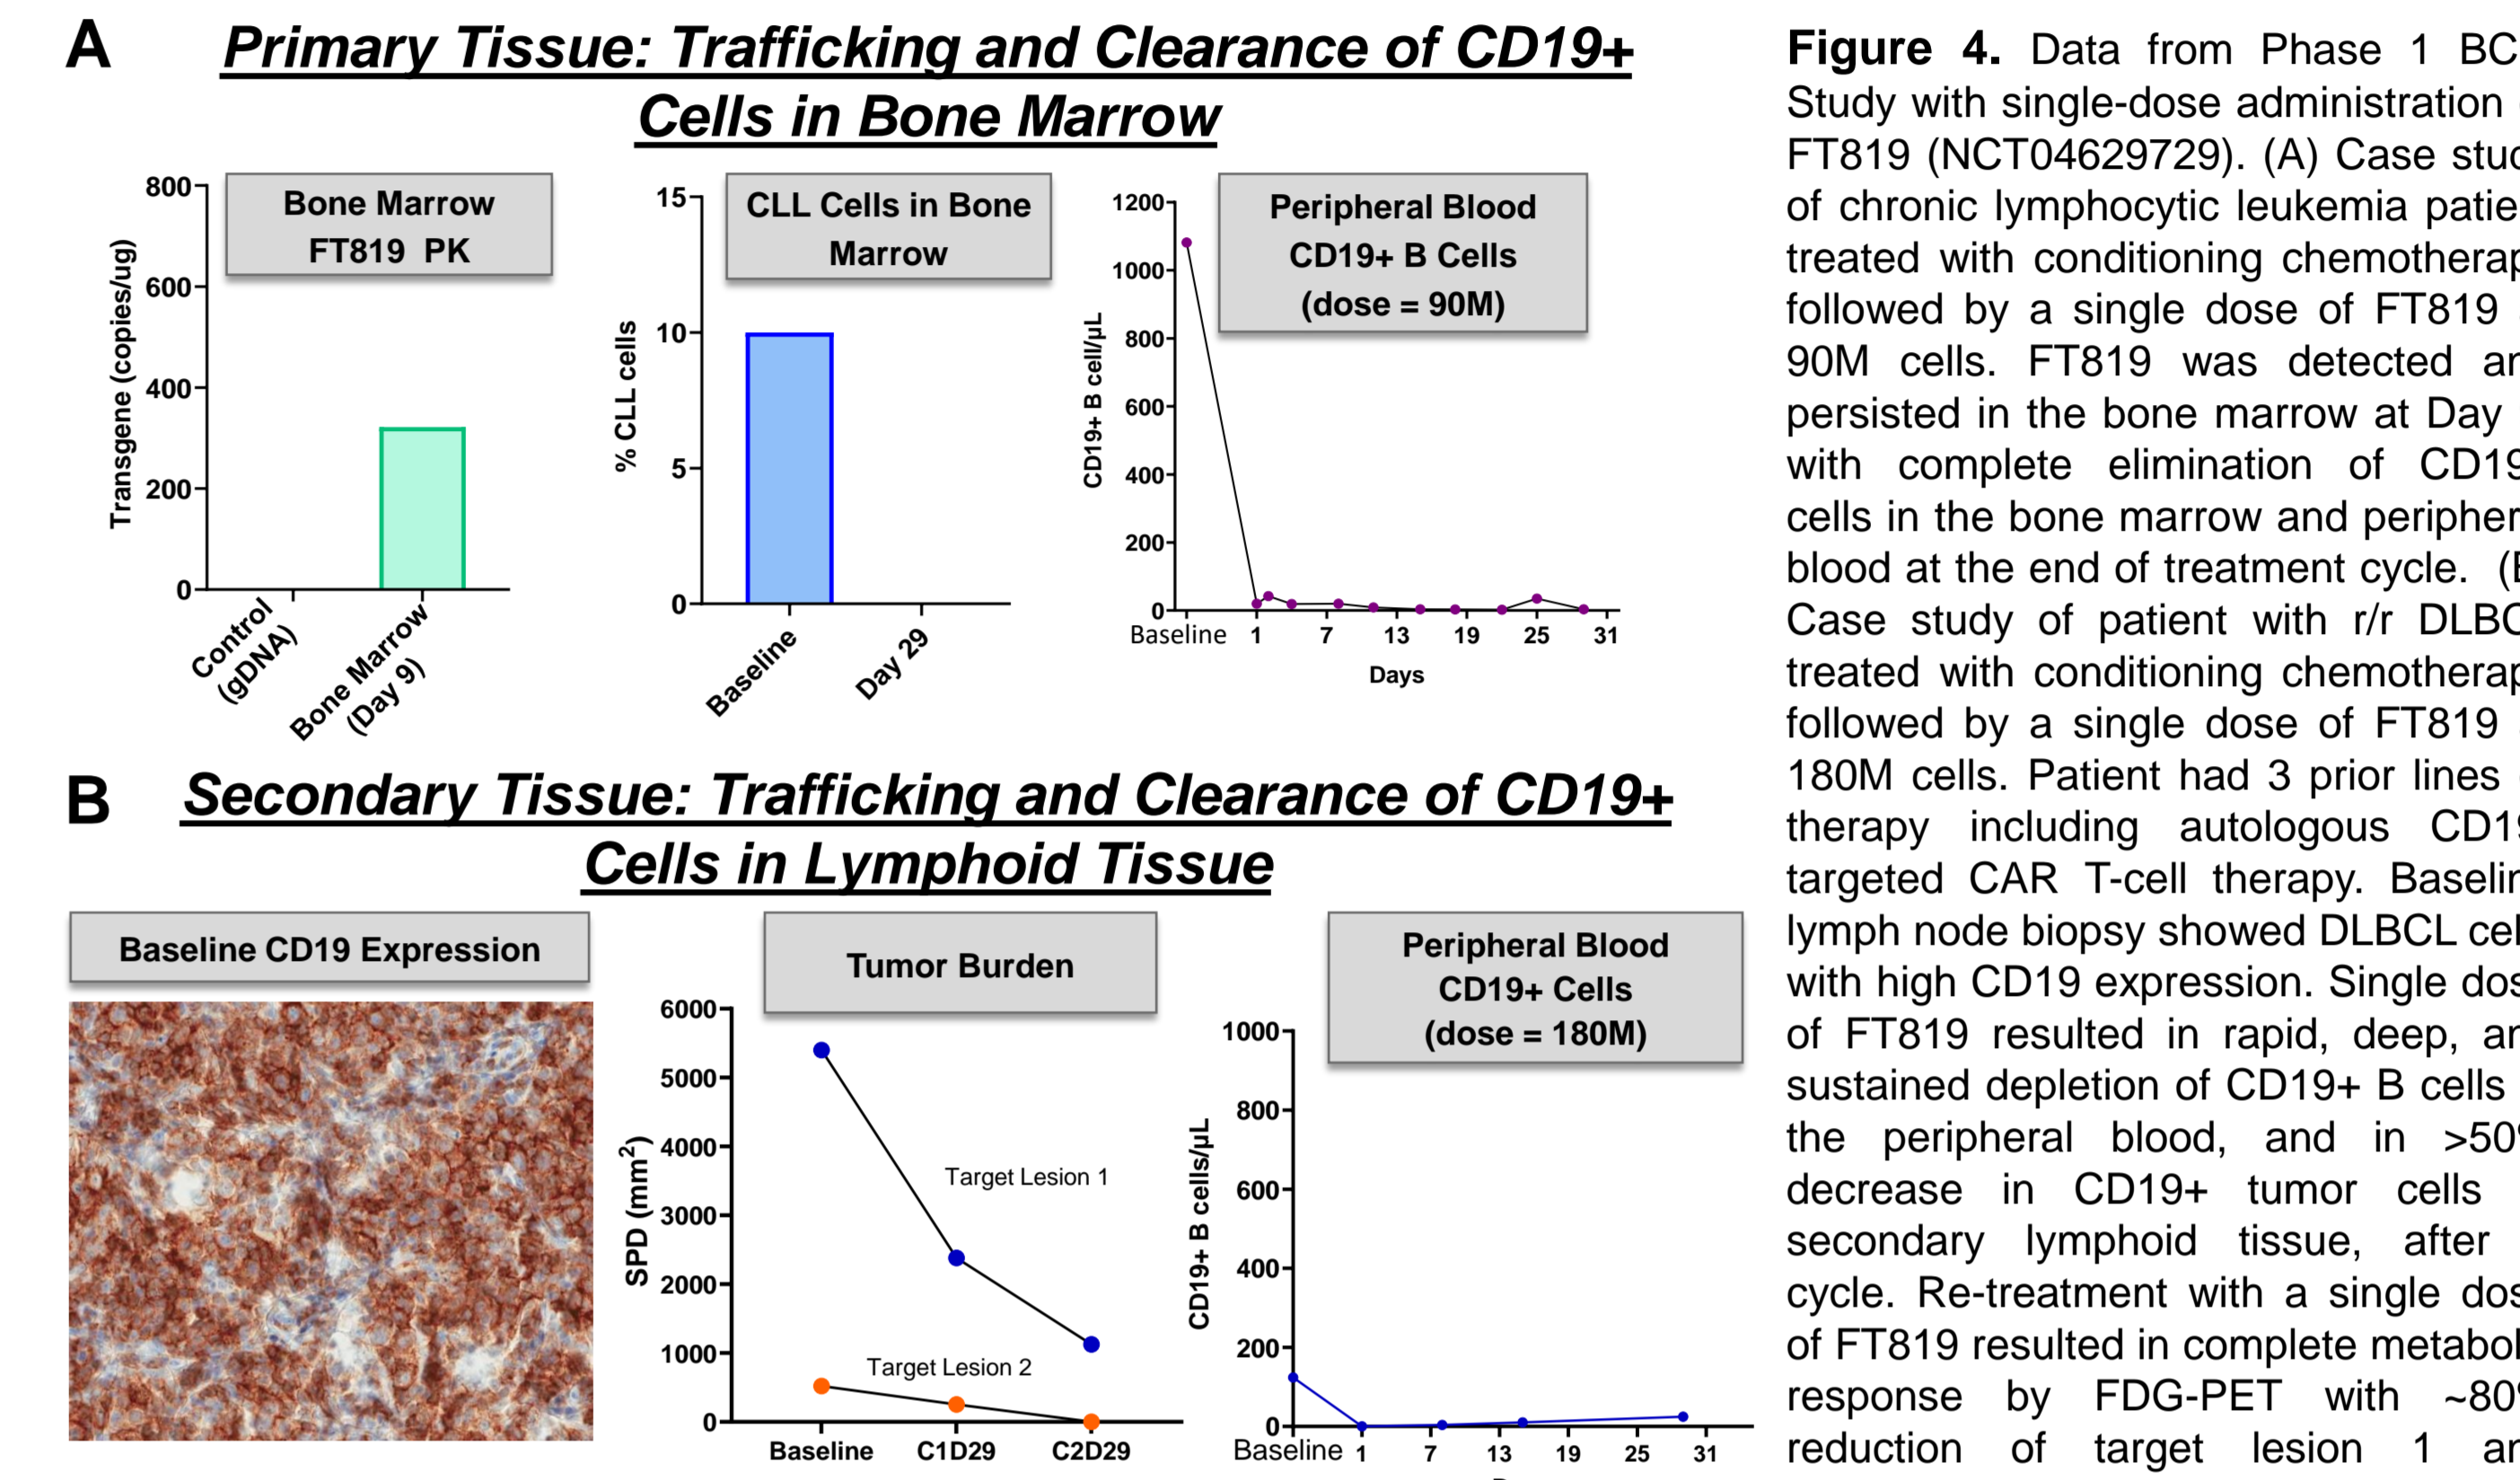 A
Primary Tissue: Trafficking and Clearance of CD19+
Cells in Bone Marrow
Bone Marrow
FT819 PK
Transgene (copies/ug)
800
600
400
200
0
Control
(gDNA)
Bone Marrow
(Day 9)
CLL Cells in Bone
Marrow
% CLL cells
15
10
5
0
Baseline
Day 29
Peripheral Blood
CD19+ B Cells
(dose = 90M)
CD19+ B cell/µL
1200
1000
800
600
400
200
0
Baseline 1 7 13 19 25 31
Days
B
Secondary Tissue: Trafficking and Clearance of CD19+
Cells in Lymphoid Tissue
Baseline CD19 Expression
Tumor Burden
SPD (mm²)
6000
5000
4000
3000
2000
1000
0
Target Lesion 1
Target Lesion 2
Baseline C1D29 C2D29
Peripheral Blood
CD19+ Cells
(dose = 180M)
CD19+ B cells/µL
1000
800
600
400
200
0
Baseline 1 7 13 19 25 31
Figure 4. Data from Phase 1
Study with single-dose administration
FT819 (NCT04629729). (A) Case
of chronic lymphocytic leukemia
treated with conditioning
followed by a single dose of FT819
90M cells. FT819 was detected
persisted in the bone marrow at Day
with complete elimination of
cells in the bone marrow and
blood at the end of treatment cycle.
Case study of patient with r/r
treated with conditioning
followed by a single dose of FT819
180M cells. Patient had 3 prior lines
therapy including autologous
targeted CAR T-cell therapy.
lymph node biopsy showed DLBCL
with high CD19 expression. Single
of FT819 resulted in rapid, deep,
sustained depletion of CD19+ B cells
the peripheral blood, and in
decrease in CD19+ tumor cells
secondary lymphoid tissue, after
cycle. Re-treatment with a single
of FT819 resulted in complete
response by FDG-PET with
reduction of target lesion 1